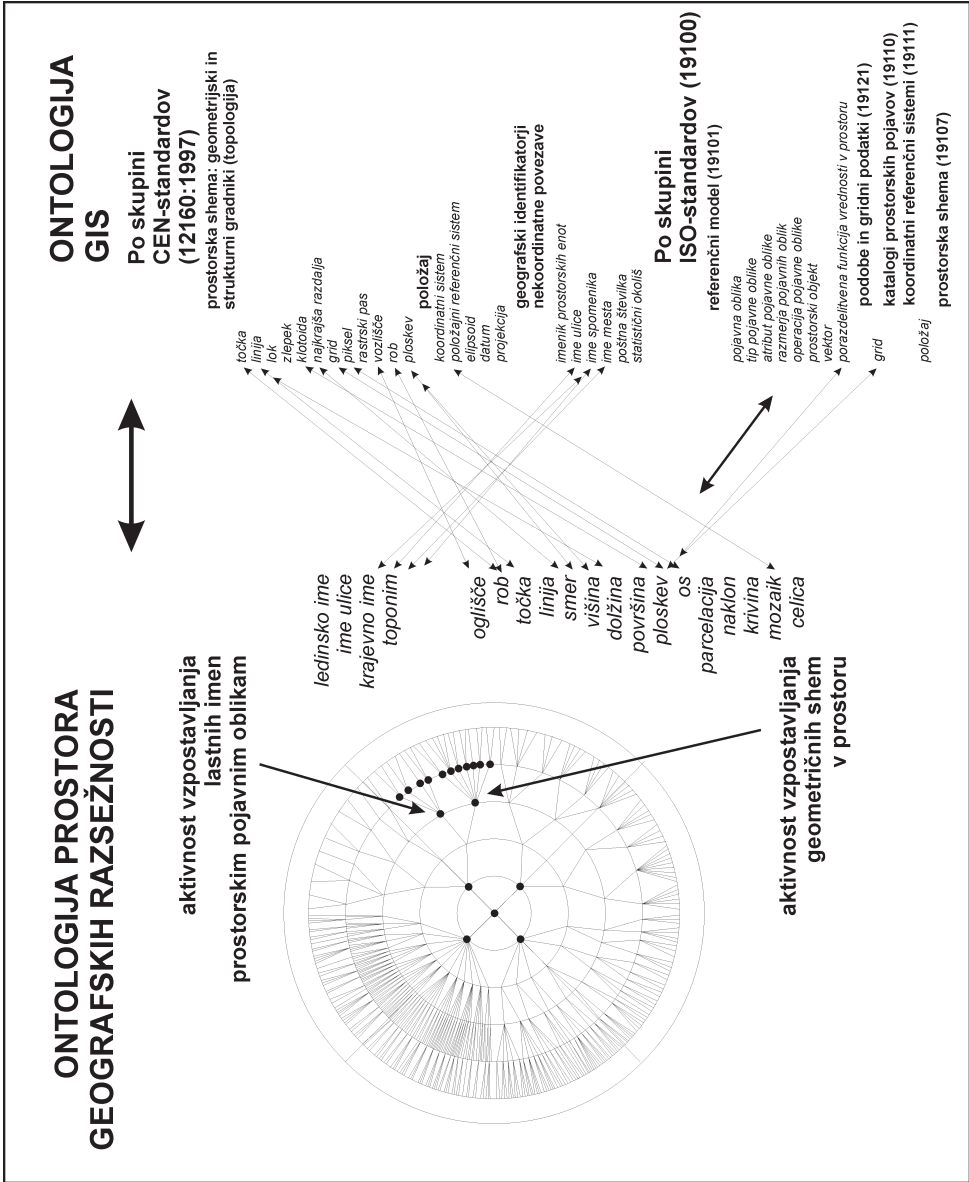 ONTOLOGIJA PROSTORA
GEOGRAFSKIH RAZSEŽNOSTI
aktivnost vzpostavljanja
lastnih imen
prostorskim pojavnim oblikam
aktivnost vzpostavljanja
geometričnih shem
v prostoru
ledinsko ime
ime ulice
krajevno ime
toponim
oglišče
rob
točka
linija
smer
višina
dolžina
površina
ploskev
os
parcelacija
naklon
krivina
mozaik
celica
ONTOLOGIJA
GIS
Po skupini
CEN-standardov
(12160:1997)
prostorska shema: geometrijski in
strukturni gradniki (topologija)
točka
linija
lok
zlepek
klotoida
najkrajša razdalja
grid
piksel
rastrski pas
vozlišče
rob
ploskev
položaj
koordinatni sistem
položajni referenčni sistem
elipsoid
datum
projekcija
geografski identifikatorji
nekoordinatne povezave
imenik prostorskih enot
ime ulice
ime spomenika
ime mesta
poštna številka
statistični okoliš
Po skupini
ISO-standardov (19100)
referenčni model (19101)
pojavna oblika
tip pojavne oblike
atribut pojavne oblike
razmerja pojavnih oblik
operacija pojavne oblike
prostorski objekt
vektor
porazdelitvena funkcija vrednosti v prostoru
podobe in gridni podatki (19121)
grid
katalogi prostorskih pojavov (19110)
koordinatni referenčni sistemi (19111)
položaj
prostorska shema (19107)